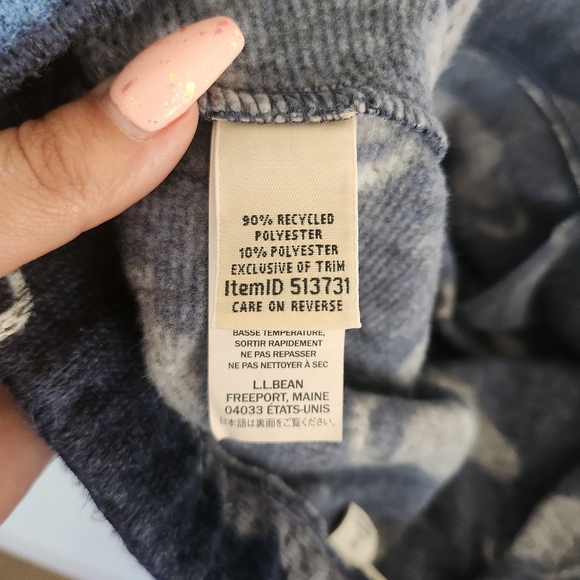 90% RECYCLED
POLYESTER
10% POLYESTER
EXCLUSIVE OF TRIM
ItemID 513731
CARE ON REVERSE
BASSE TEMPÉRATURE,
SORTIR RAPIDEMENT
NE PAS REPASSER
NE PAS NETTOYER À SEC
L.L.BEAN
FREEPORT, MAINE
04033 ÉTATS-UNIS
日本語は裏面をご覧ください。